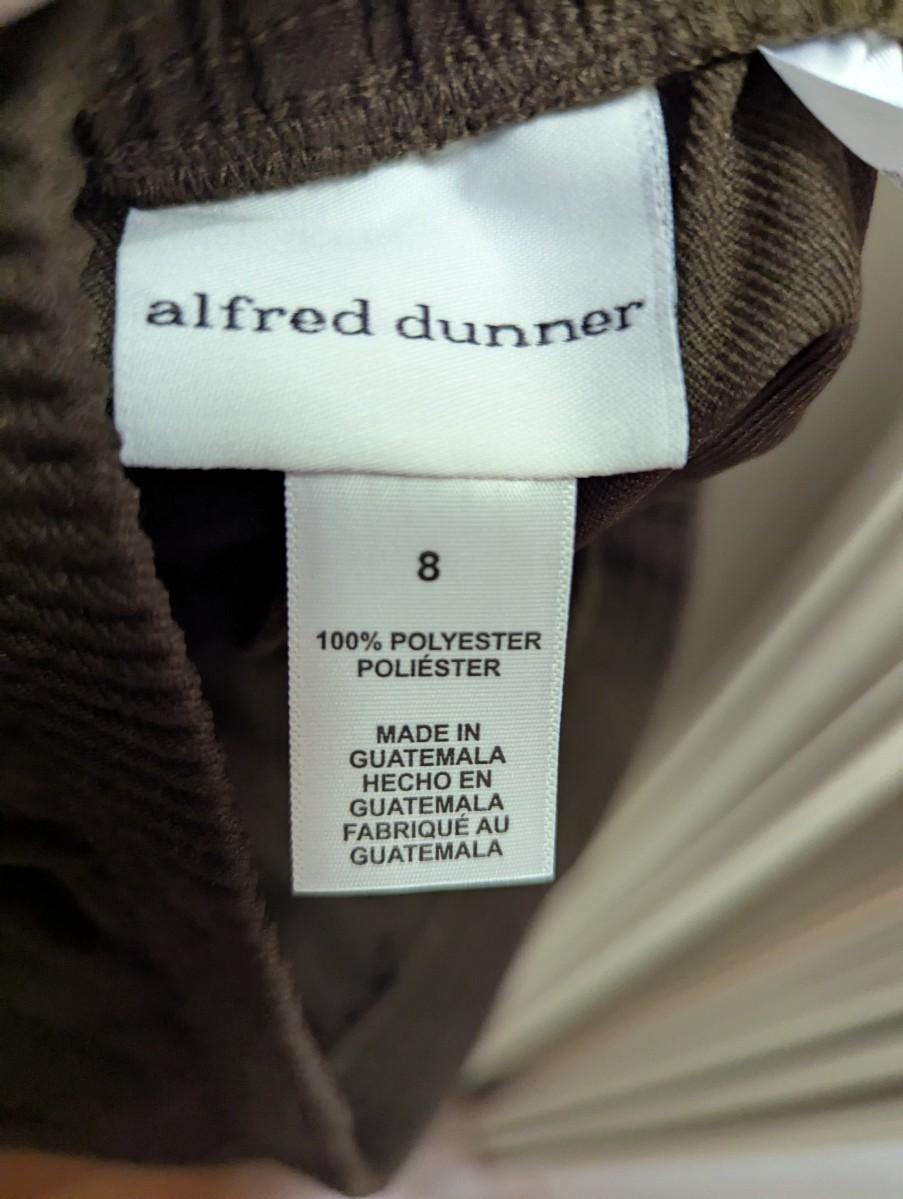 alfred dunner
8
100% POLYESTER
POLIÉSTER
MADE IN
GUATEMALA
HECHO EN
GUATEMALA
FABRIQUÉ AU
GUATEMALA